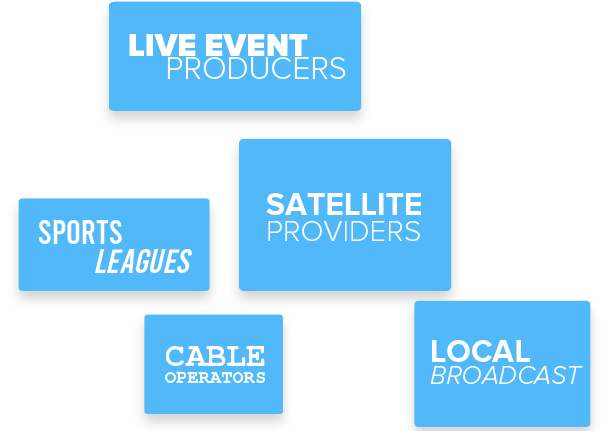 LIVE EVENT
PRODUCERS
SATELLITE
PROVIDERS
SPORTS
LEAGUES
CABLE
OPERATORS
LOCAL
BROADCAST